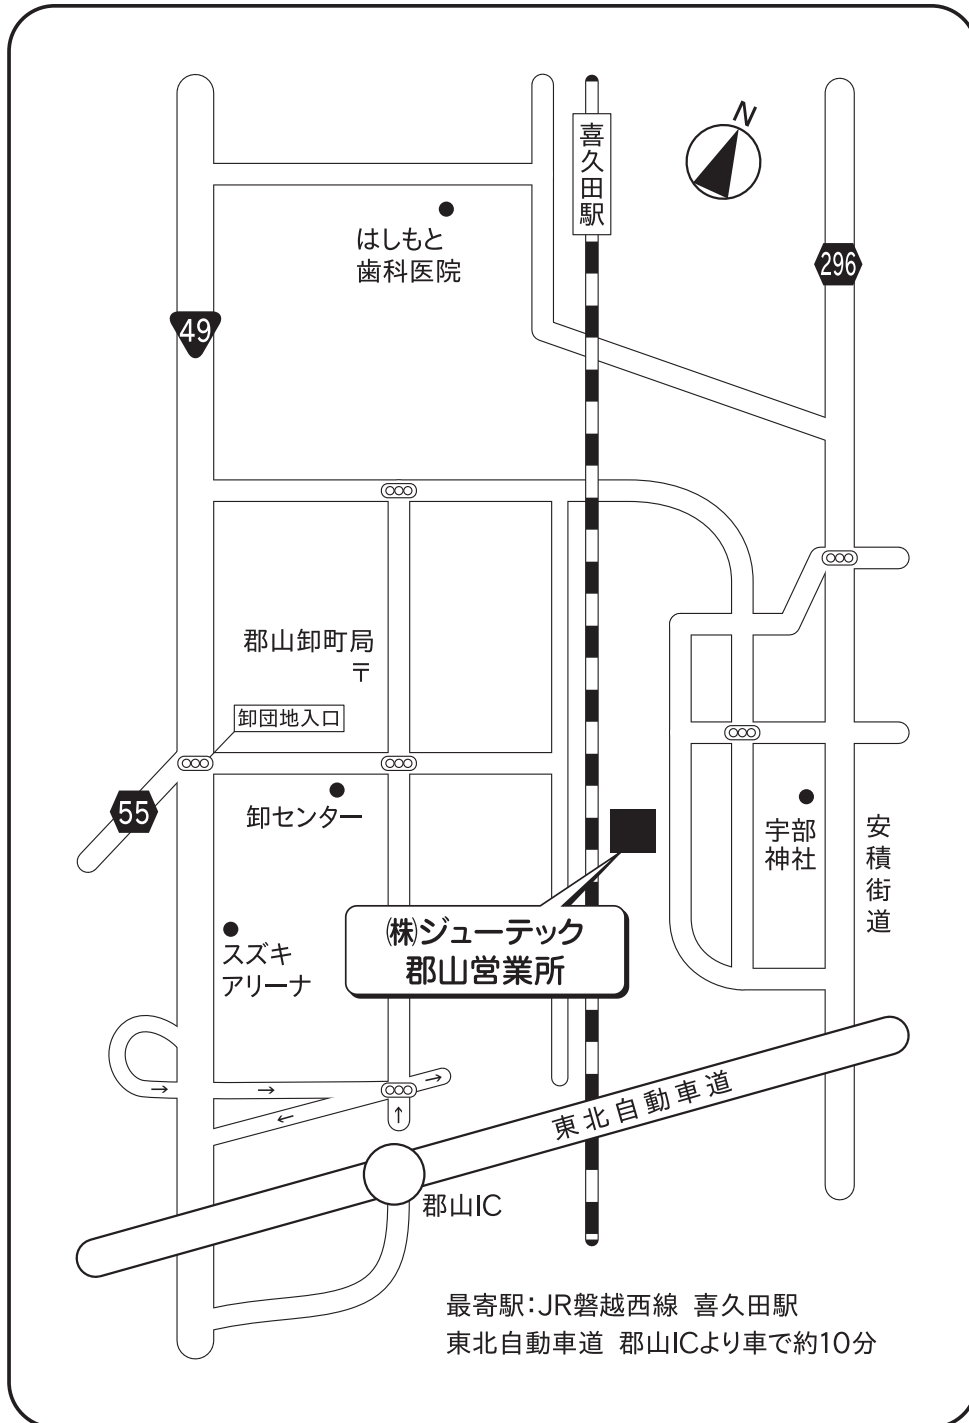 N
喜久田駅
はしもと
歯科医院
296
49
郡山卸町局
〒
卸団地入口
55
卸センター
宇部
神社
安積街道
㈱ジューテック
郡山営業所
スズキ
アリーナ
東北自動車道
郡山IC
最寄駅：JR磐越西線 喜久田駅
東北自動車道 郡山ICより車で約10分